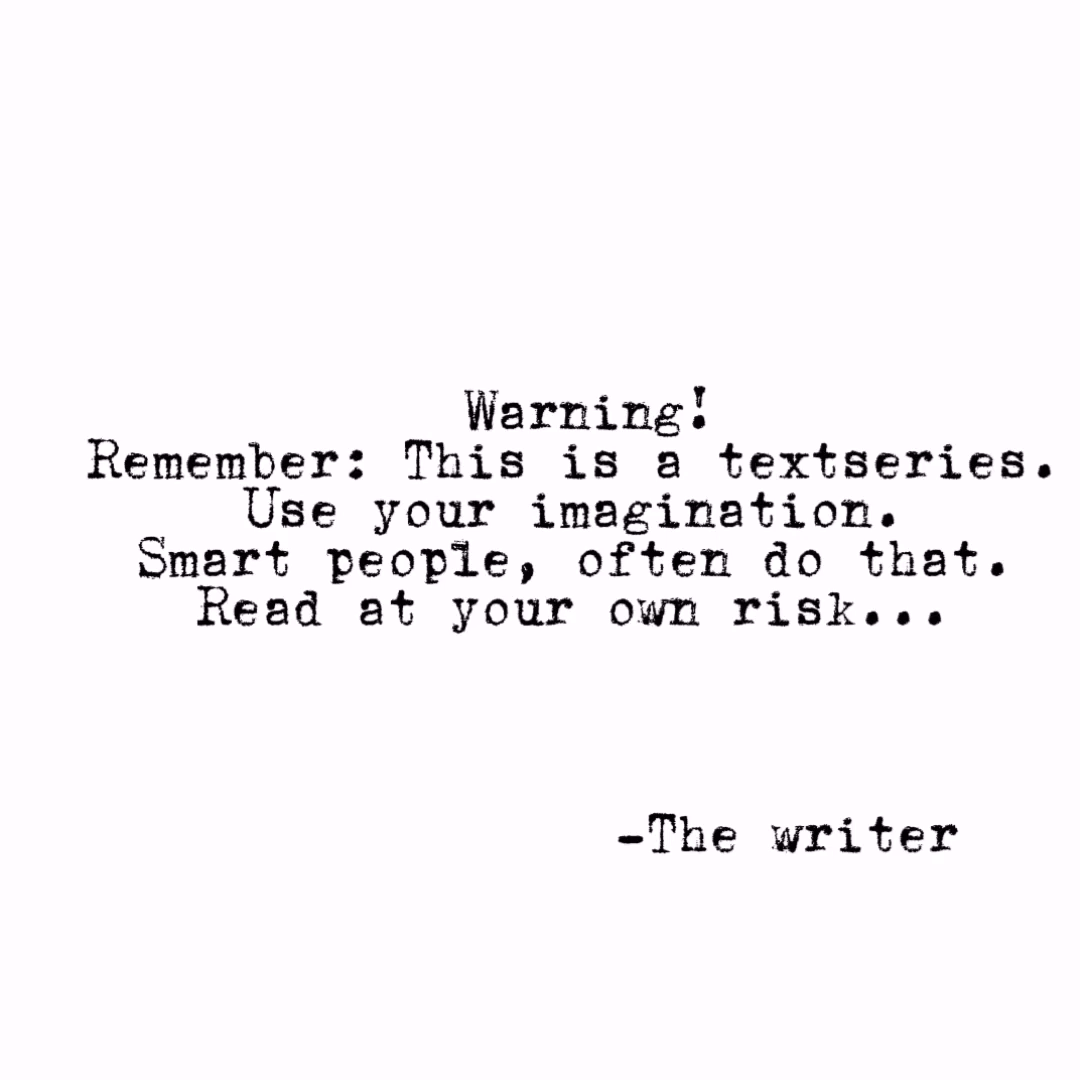 Warning!
Remember: This is a textseries.
Use your imagination.
Smart people, often do that.
Read at your own risk...
-The writer